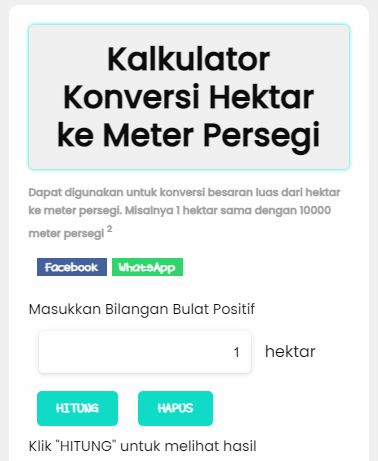 Kalkulator
Konversi Hektar
ke Meter Persegi
Dapat digunakan untuk konversi besaran luas dari hektar
ke meter persegi. Misalnya 1 hektar sama dengan 10000
meter persegi ²
Facebook WhatsApp
Masukkan Bilangan Bulat Positif
1 hektar
HITUNG HAPUS
Klik "HITUNG" untuk melihat hasil